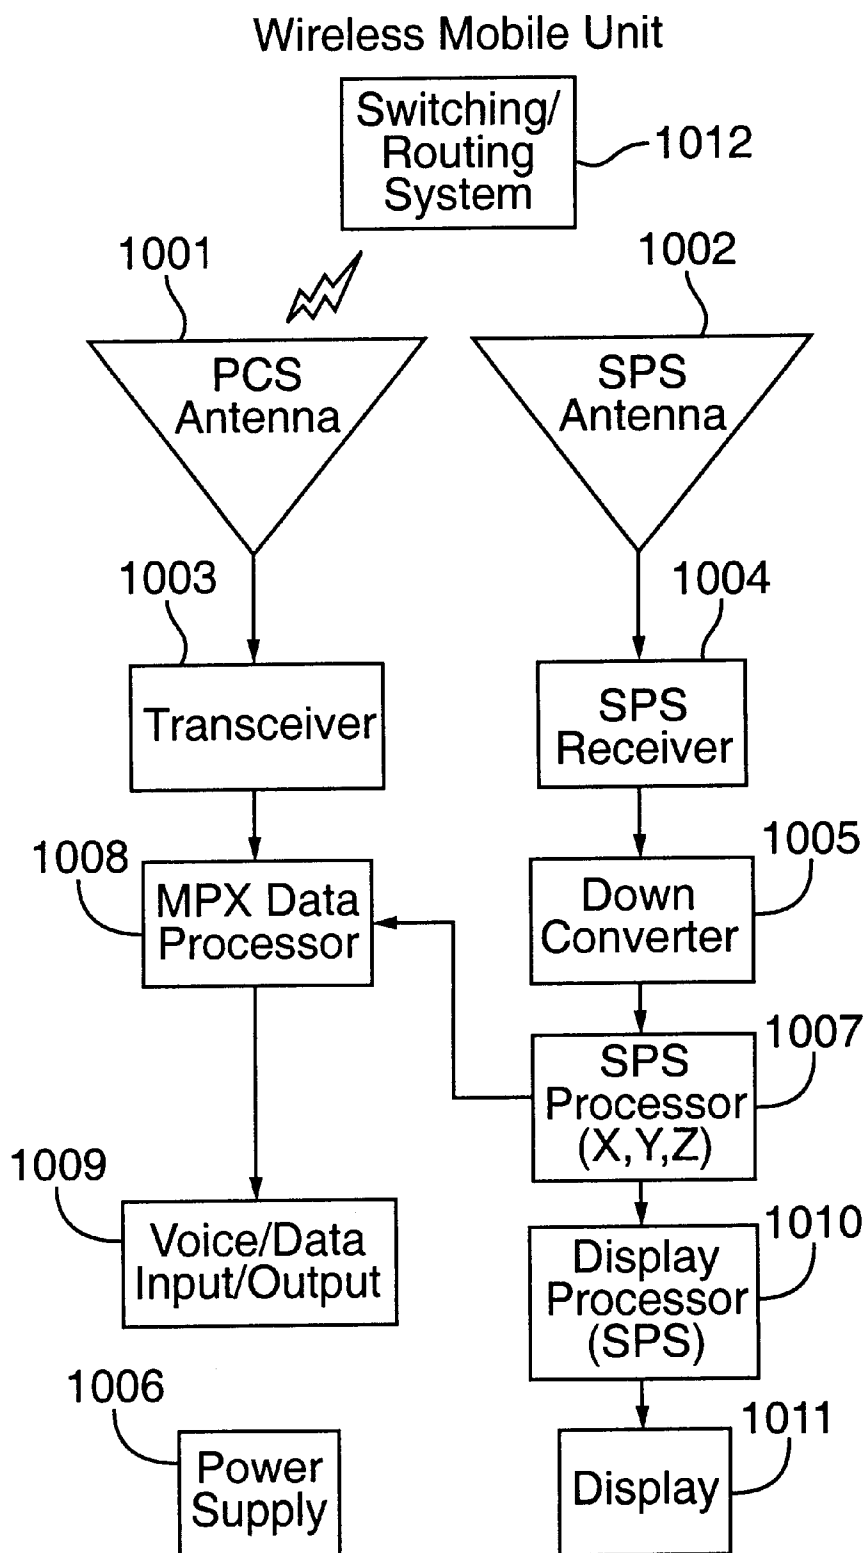 Wireless Mobile Unit
Switching/
Routing
System
1012
1001
1002
PCS
Antenna
SPS
Antenna
1003
1004
Transceiver
SPS
Receiver
1008
1005
MPX Data
Processor
Down
Converter
1007
SPS
Processor
(X,Y,Z)
1009
1010
Voice/Data
Input/Output
Display
Processor
(SPS)
1006
1011
Power
Supply
Display